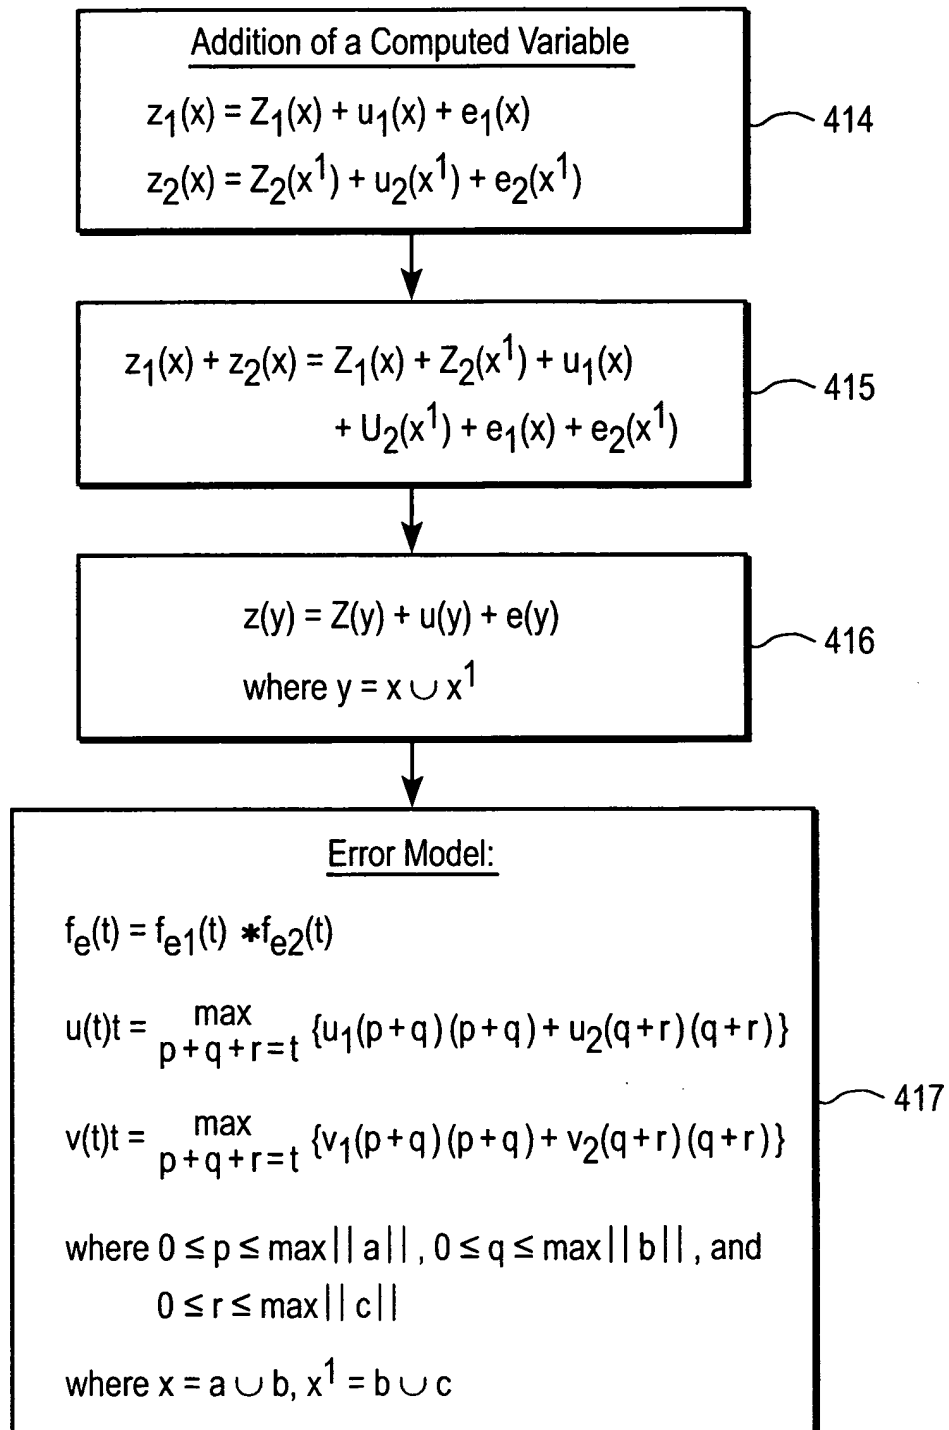 Addition of a Computed Variable
z₁(x) = Z₁(x) + u₁(x) + e₁(x)
z₂(x) = Z₂(x¹) + u₂(x¹) + e₂(x¹)
414
z₁(x) + z₂(x) = Z₁(x) + Z₂(x¹) + u₁(x)
+ U₂(x¹) + e₁(x) + e₂(x¹)
415
z(y) = Z(y) + u(y) + e(y)
where y = x ∪ x¹
416
Error Model:
fₑ(t) = fₑ₁(t) *fₑ₂(t)
u(t)t = max {u₁(p+q)(p+q) + u₂(q+r)(q+r)}
p+q+r=t
v(t)t = max {v₁(p+q)(p+q) + v₂(q+r)(q+r)}
p+q+r=t
417
where 0 ≤ p ≤ max||a||, 0 ≤ q ≤ max||b||, and
0 ≤ r ≤ max||c||
where x = a ∪ b, x¹ = b ∪ c